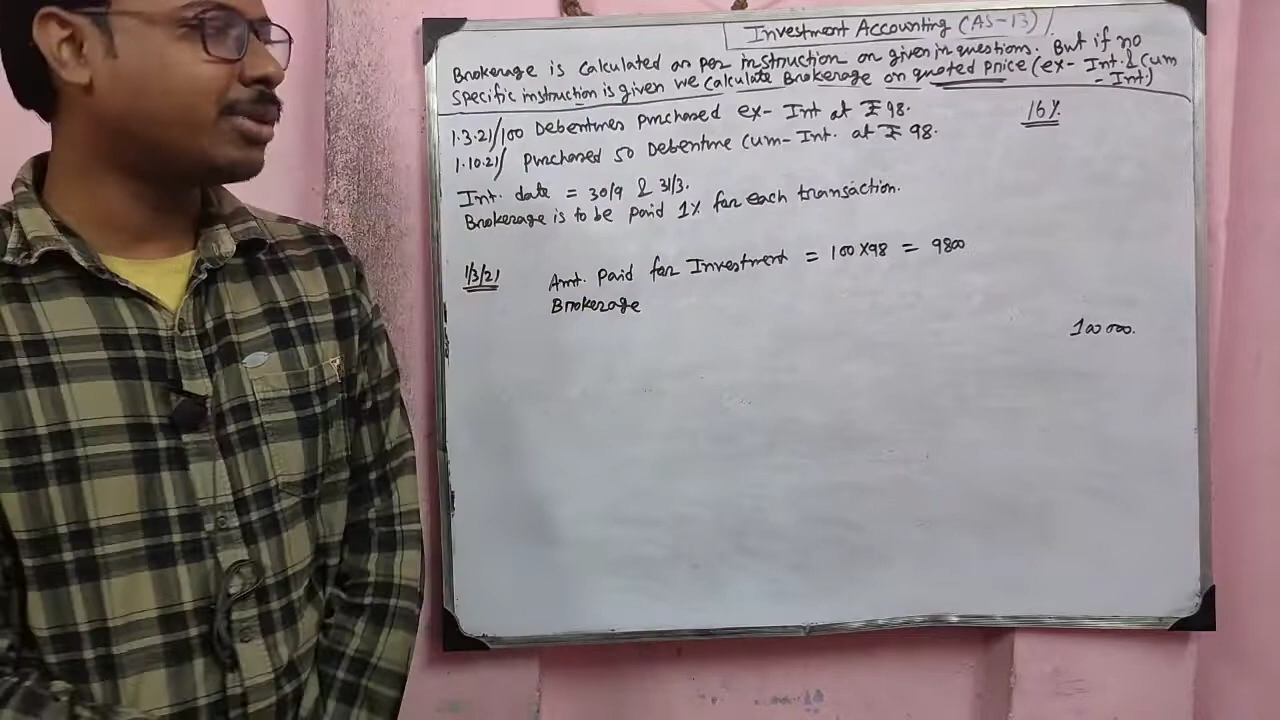 Investment Accounting (AS-13)
Brokerage is calculated as per instruction or given in questions. But if no
specific instruction is given we calculate Brokerage on quoted price (ex-Int. & cum
- Int)
1.3.21/ 100 Debentures purchased ex-Int at ₹98.
16%
1.10.21/ purchased 50 Debenture Cum-Int. at ₹98.
Int. date = 30/9 & 31/3.
Brokerage is to be paid 1% for each transaction.
1/3/21 Amt. paid for Investment = 100×98 = 9800
Brokerage
100000.